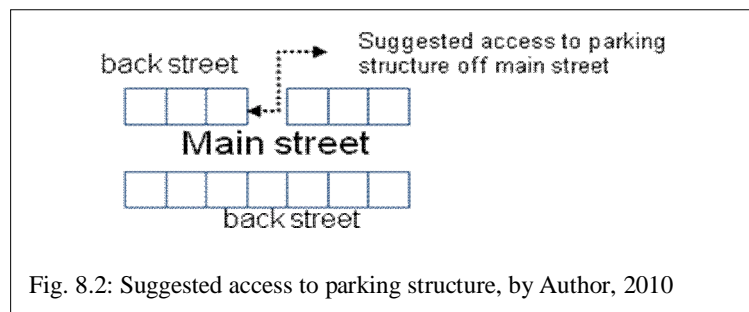 Suggested access to parking
structure off main street
back street
Main street
back street
Fig. 8.2: Suggested access to parking structure, by Author, 2010